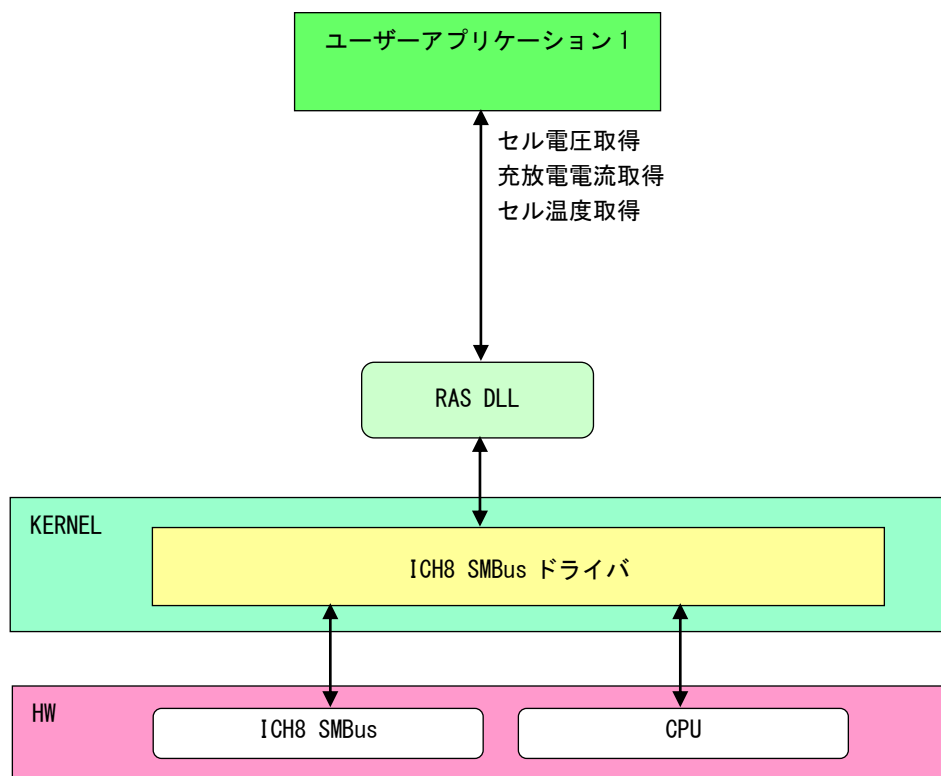 ユーザーアプリケーション1
セル電圧取得
充放電電流取得
セル温度取得
RAS DLL
KERNEL
ICH8 SMBus ドライバ
HW
ICH8 SMBus
CPU